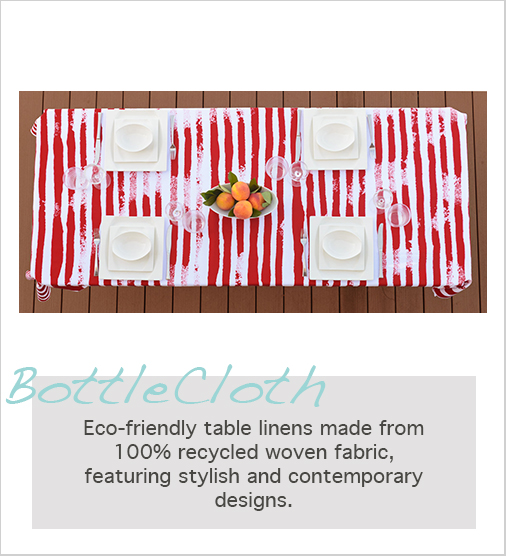 BottleCloth
Eco-friendly table linens made from
100% recycled woven fabric,
featuring stylish and contemporary
designs.